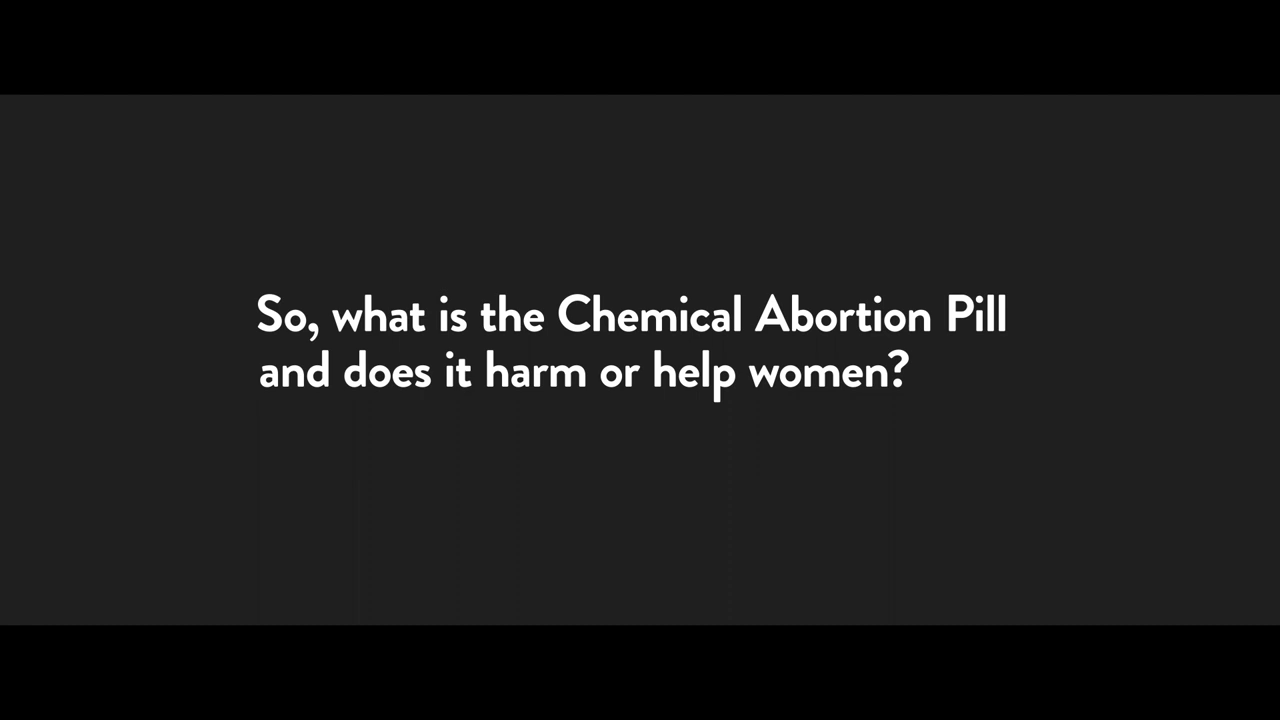 So, what is the Chemical Abortion Pill
and does it harm or help women?